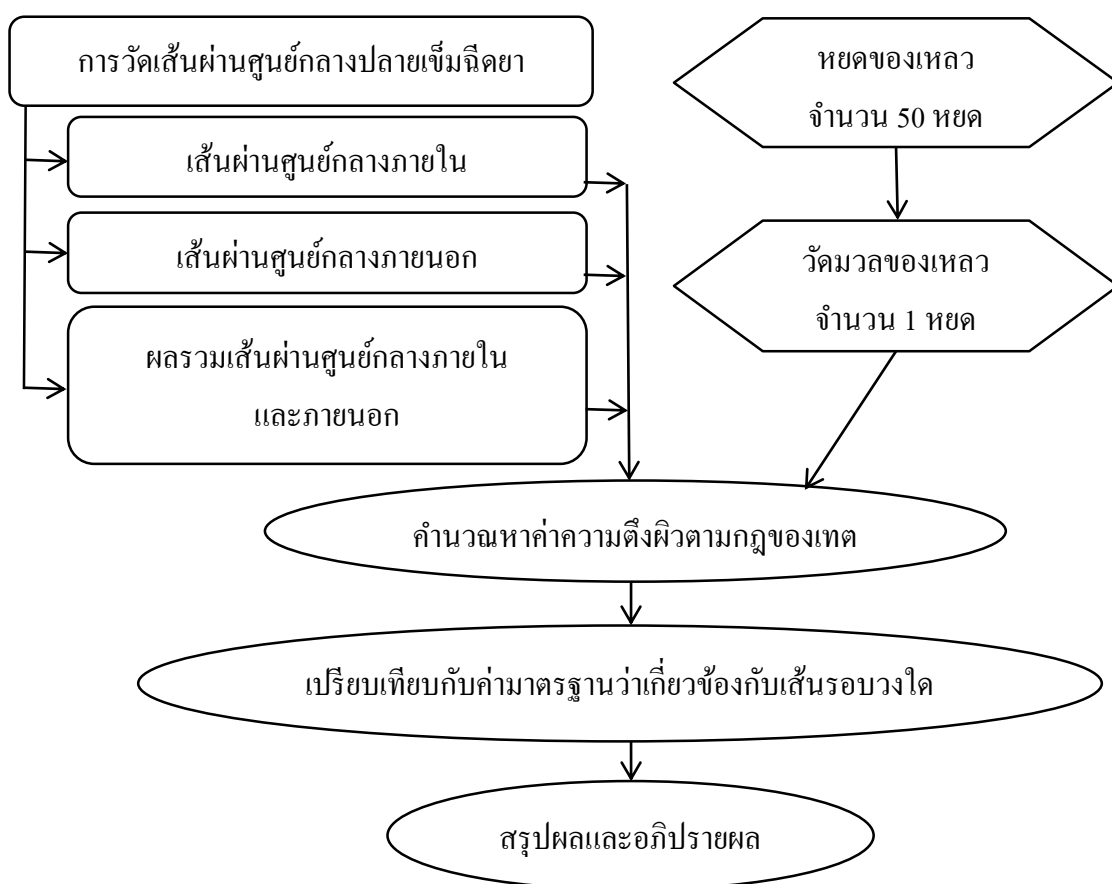 การวัดเส้นผ่านศูนย์กลางปลายเข็มฉีดยา
เส้นผ่านศูนย์กลางภายใน
เส้นผ่านศูนย์กลางภายนอก
ผลรวมเส้นผ่านศูนย์กลางภายใน
และภายนอก
หยดของเหลว
จำนวน 50 หยด
วัดมวลของเหลว
จำนวน 1 หยด
คำนวณหาค่าความตึงผิวตามกฎของเทต
เปรียบเทียบกับค่ามาตรฐานว่าเกี่ยวข้องกับเส้นรอบวงใด
สรุปผลและอภิปรายผล